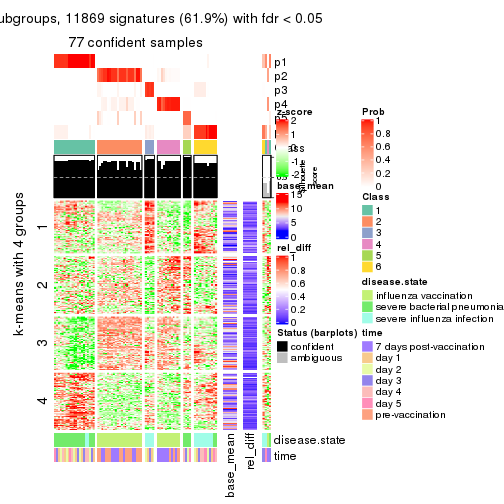 ubgroups, 11869 signatures (61.9%) with fdr < 0.05
77 confident samples
p1
p2
p3
p4
z-score
2
1
0
-1
-2
base_mean
15
10
5
0
rel_diff
1
0.8
0.6
0.4
0.2
0
Status (barplots)
confident
ambiguous
Prob
1
0.8
0.6
0.4
0.2
0
Class
1
2
3
4
5
6
disease.state
influenza vaccination
severe bacterial pneumonia
severe influenza infection
time
7 days post-vaccination
day 1
day 2
day 3
day 4
day 5
pre-vaccination
k-means with 4 groups
1
2
3
4
disease.state
time
base_mean
rel_diff